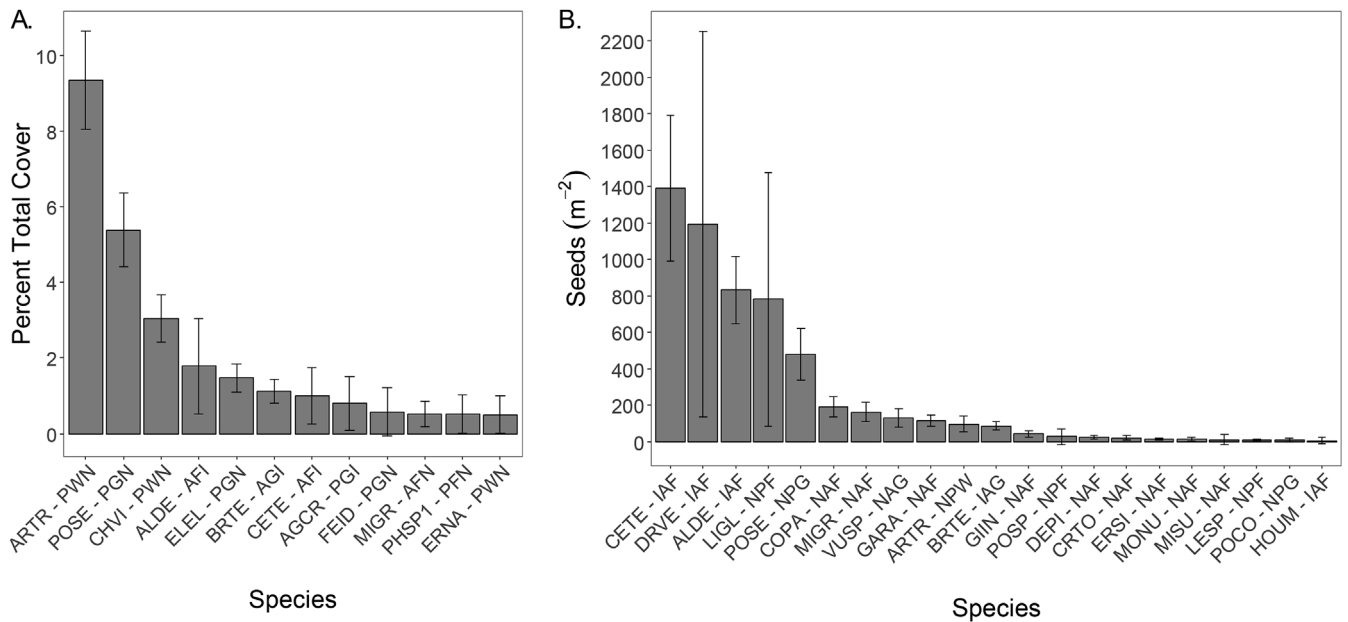 A.
Percent Total Cover
10
8
6
4
2
0
ARTR - PWN
POSE - PGN
CHVI - PWN
ALDE - AFI
ELEL - PGN
BRTE - AGI
CETE - AFI
AGCR - PGI
FEID - PGN
MIGR - AFN
PHSP1 - PFN
ERNA - PWN
Species
B.
Seeds (m⁻²)
2200
2000
1800
1600
1400
1200
1000
800
600
400
200
0
CETE - IAF
DRVE - IAF
ALDE - IAF
LIGL - NPF
POSE - NPG
COPA - NAF
MIGR - NAF
VUSP - NAG
GARA - NAF
ARTR - NPW
BRTE - IAG
GIIN - NAF
POSP - NPF
DEPI - NAF
CRTO - NAF
ERSI - NAF
MONU - NAF
MISU - NAF
LESP - NPF
POCO - NPG
HOUM - IAF
Species